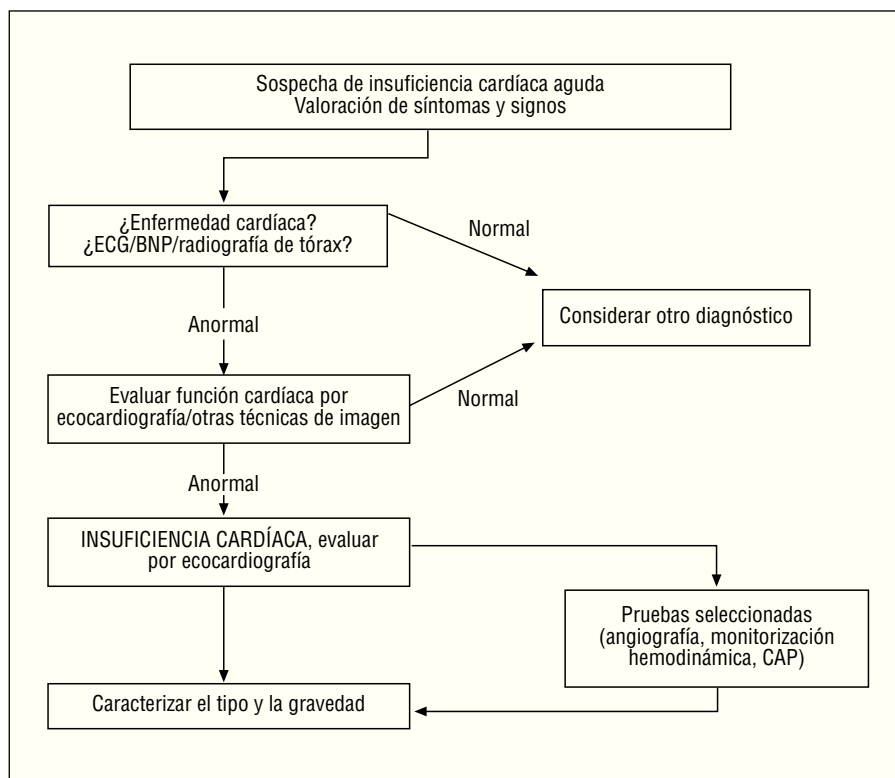 Sospecha de insuficiencia cardíaca aguda
Valoración de síntomas y signos
¿Enfermedad cardíaca?
¿ECG/BNP/radiografía de tórax?
Normal
Considerar otro diagnóstico
Anormal
Evaluar función cardíaca por
ecocardiografía/otras técnicas de imagen
Normal
Anormal
INSUFICIENCIA CARDÍACA, evaluar
por ecocardiografía
Pruebas seleccionadas
(angiografía, monitorización
hemodinámica, CAP)
Caracterizar el tipo y la gravedad